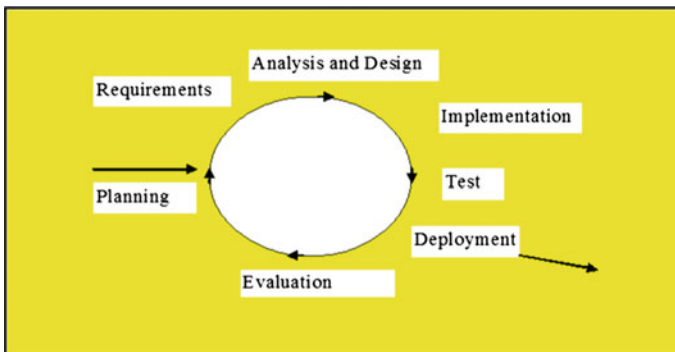 Analysis and Design
Requirements
Implementation
Test
Planning
Deployment
Evaluation